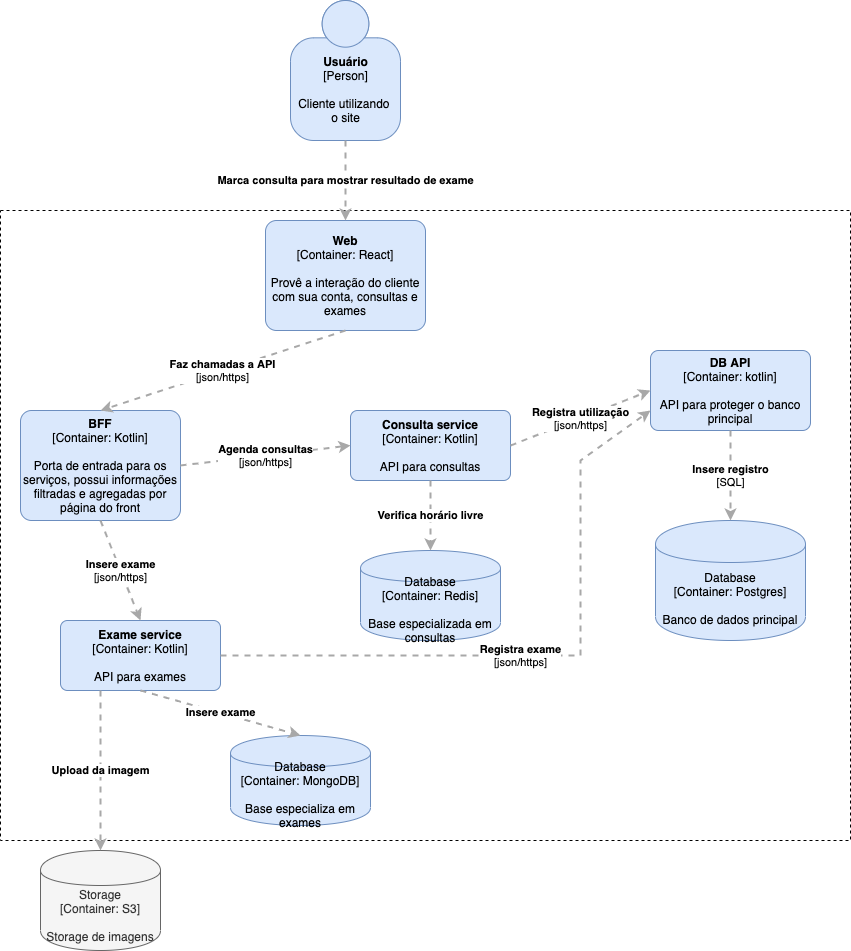 Usuário
[Person]
Cliente utilizando
o site
Marca consulta para mostrar resultado de exame
Web
[Container: React]
Provê a interação do cliente
com sua conta, consultas e
exames
Faz chamadas a API
[json/https]
DB API
[Container: kotlin]
API para proteger o banco
principal
BFF
[Container: Kotlin]
Porta de entrada para os
serviços, possui informações
filtradas e agregadas por
página do front
Agenda consultas
[json/https]
Consulta service
[Container: Kotlin]
API para consultas
Registra utilização
[json/https]
Insere registro
[SQL]
Verifica horário livre
Database
[Container: Redis]
Base especializada em
consultas
Database
[Container: Postgres]
Banco de dados principal
Insere exame
[json/https]
Exame service
[Container: Kotlin]
API para exames
Registra exame
[json/https]
Insere exame
Upload da imagem
Database
[Container: MongoDB]
Base especializa em
exames
Storage
[Container: S3]
Storage de imagens